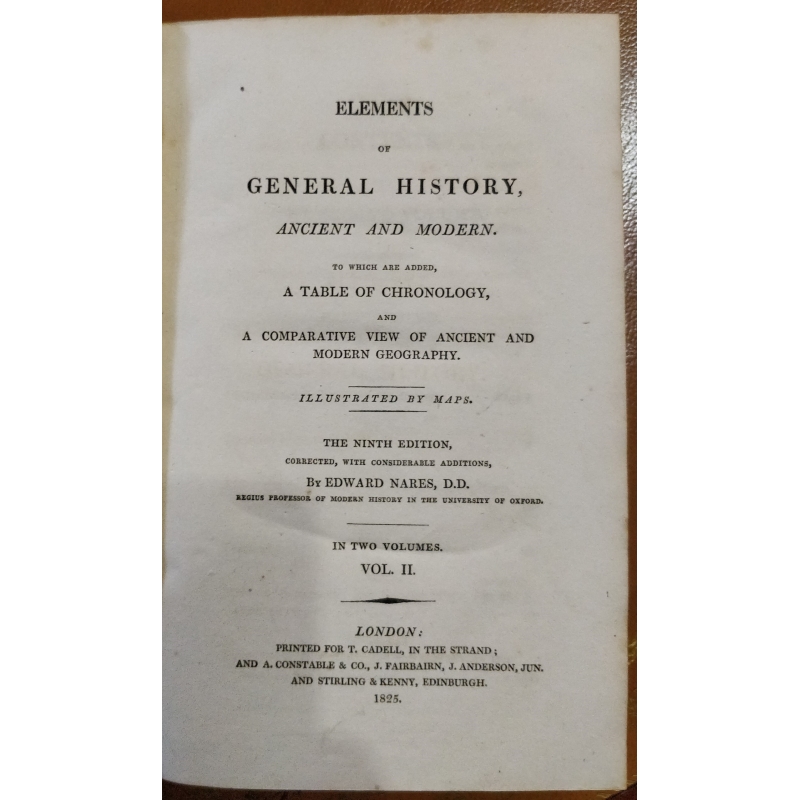 ELEMENTS
OF
GENERAL HISTORY,
ANCIENT AND MODERN.
TO WHICH ARE ADDED,
A TABLE OF CHRONOLOGY,
AND
A COMPARATIVE VIEW OF ANCIENT AND
MODERN GEOGRAPHY.
ILLUSTRATED BY MAPS.
THE NINTH EDITION,
CORRECTED, WITH CONSIDERABLE ADDITIONS,
By EDWARD NARES, D.D.
REGIUS PROFESSOR OF MODERN HISTORY IN THE UNIVERSITY OF OXFORD.
IN TWO VOLUMES.
VOL. II.
LONDON:
PRINTED FOR T. CADELL, IN THE STRAND;
AND A. CONSTABLE & CO., J. FAIRBAIRN, J. ANDERSON, JUN.
AND STIRLING & KENNY, EDINBURGH.
1825.